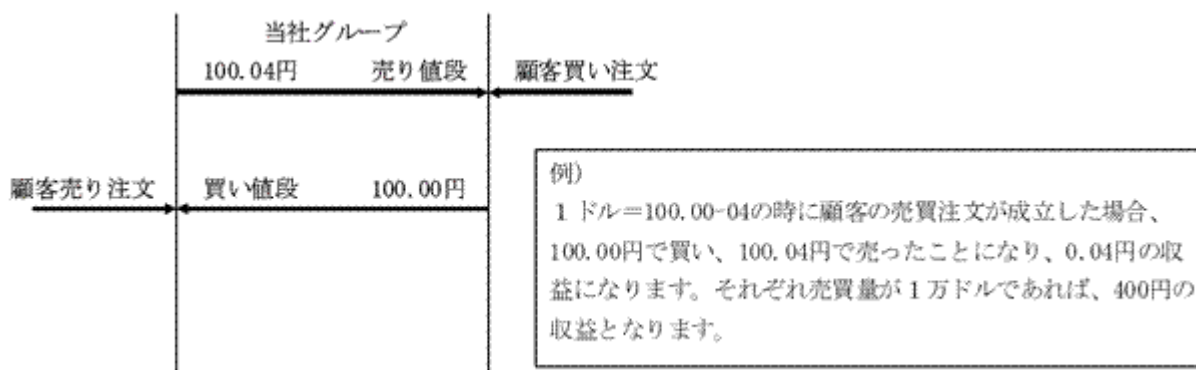 当社グループ
100.04円 売り値段 顧客買い注文
顧客売り注文 買い値段 100.00円
例)
1ドル=100.00-04の時に顧客の売買注文が成立した場合、
100.00円で買い、100.04円で売ったことになり、0.04円の収
益になります。それぞれ売買量が1万ドルであれば、400円の
収益となります。